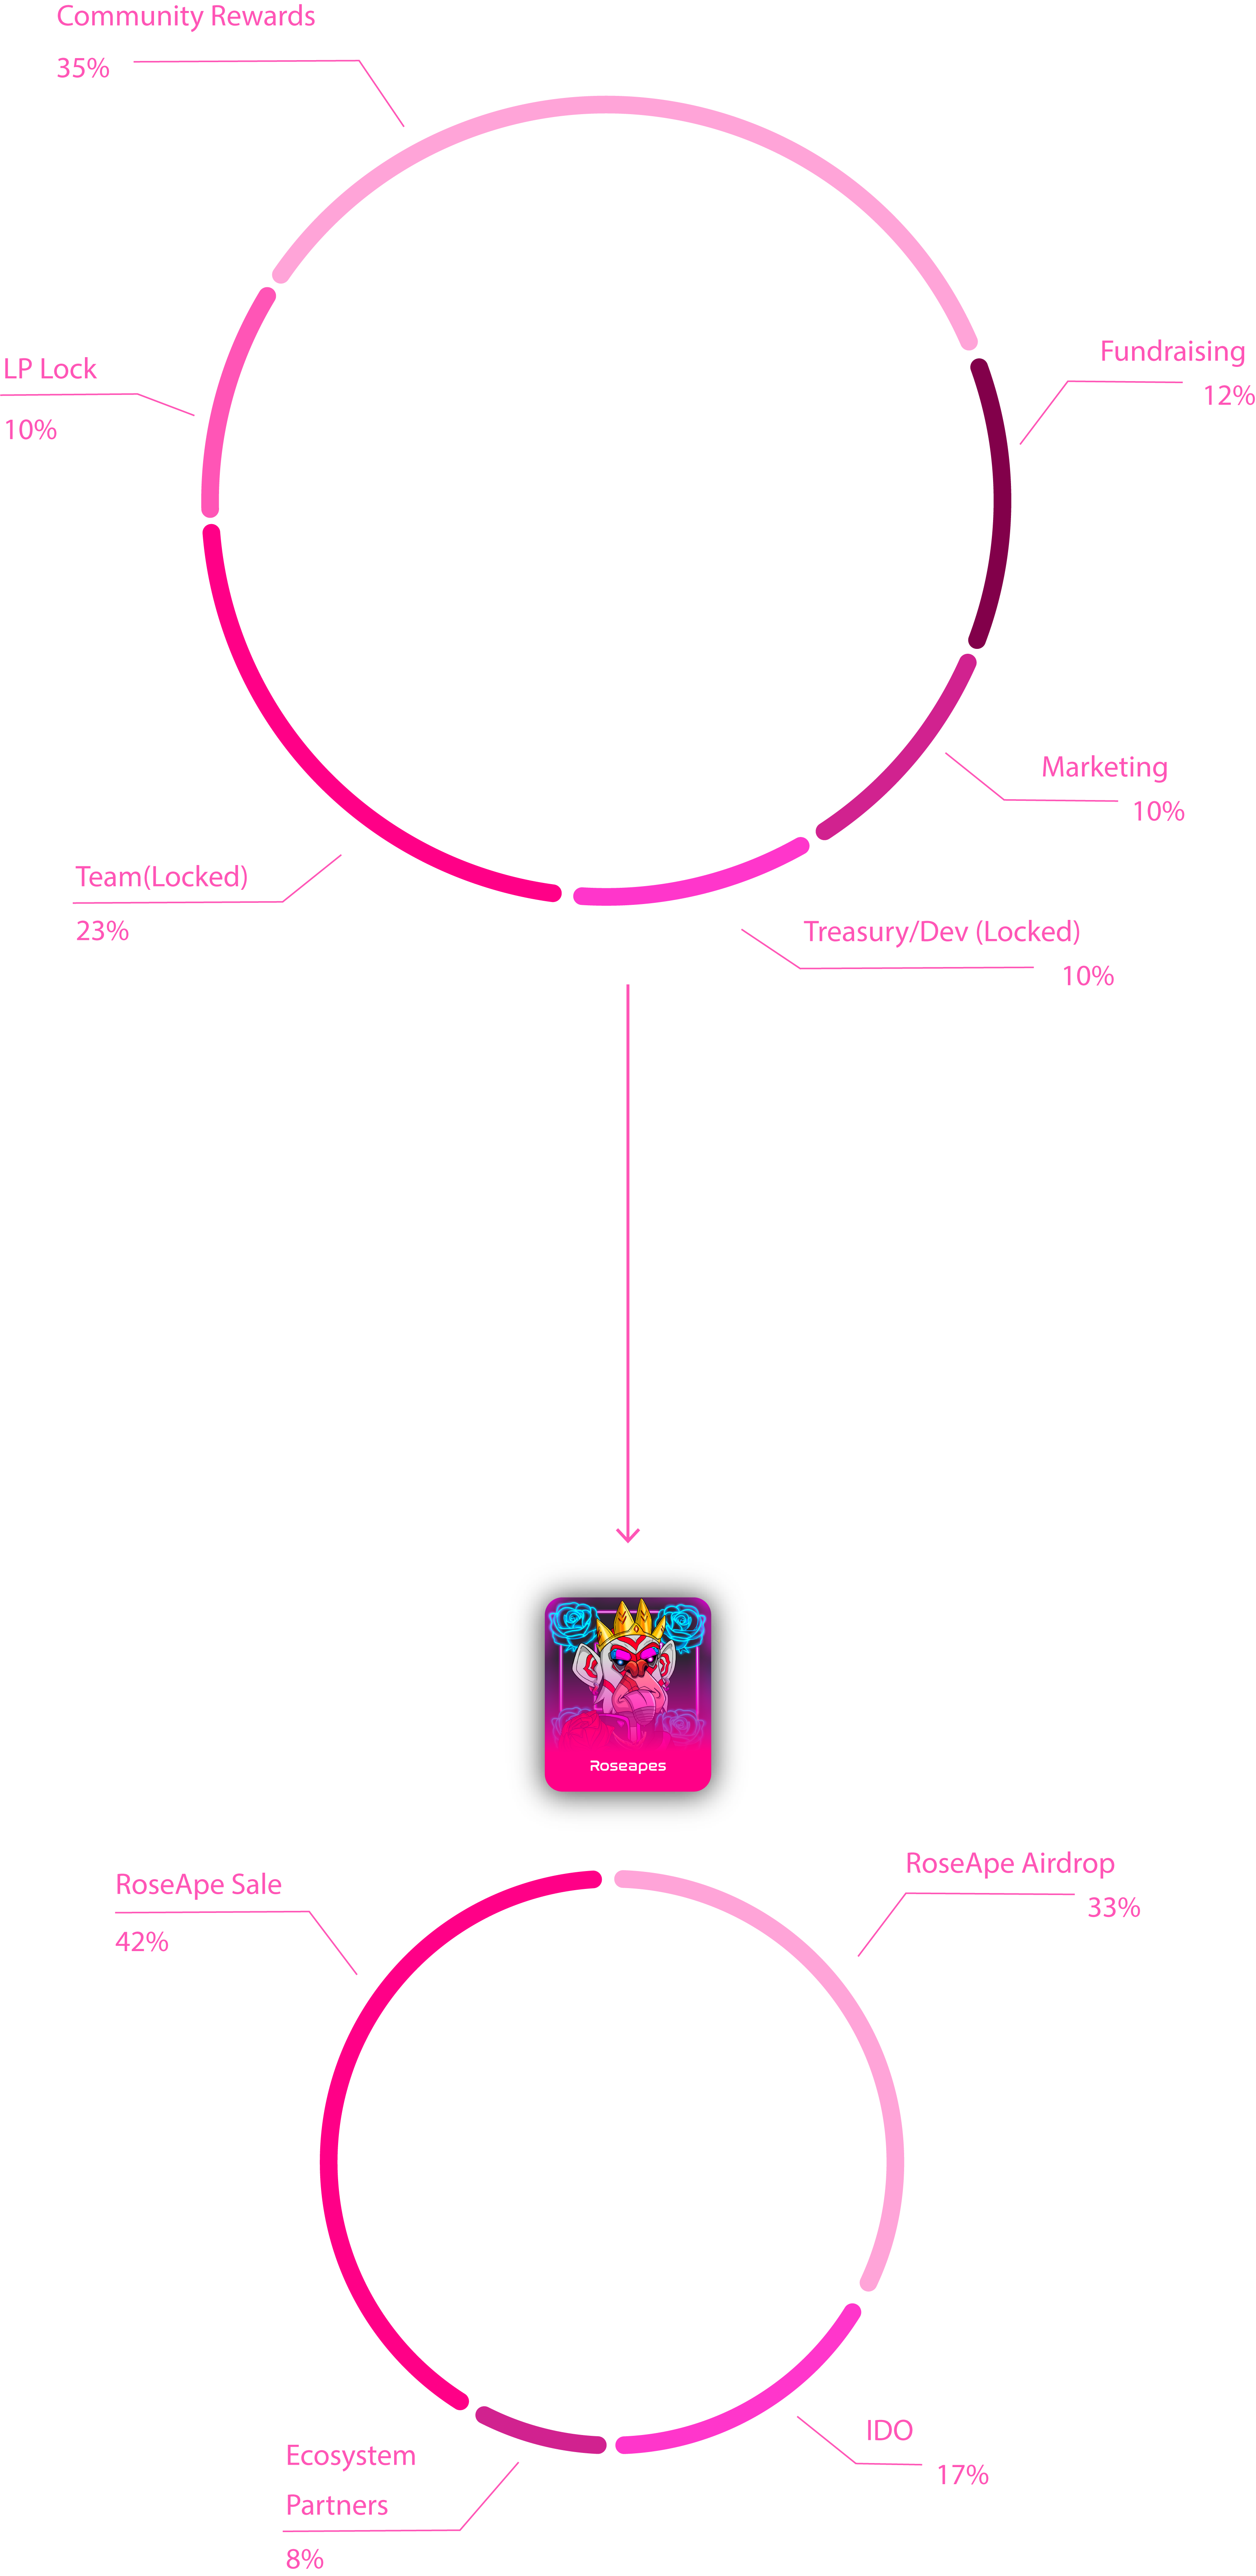 Community Rewards
35%
Fundraising
12%
LP Lock
10%
Marketing
10%
Team(Locked)
23%
Treasury/Dev (Locked)
10%
Roseapes
RoseApe Airdrop
33%
RoseApe Sale
42%
IDO
17%
Ecosystem
Partners
8%